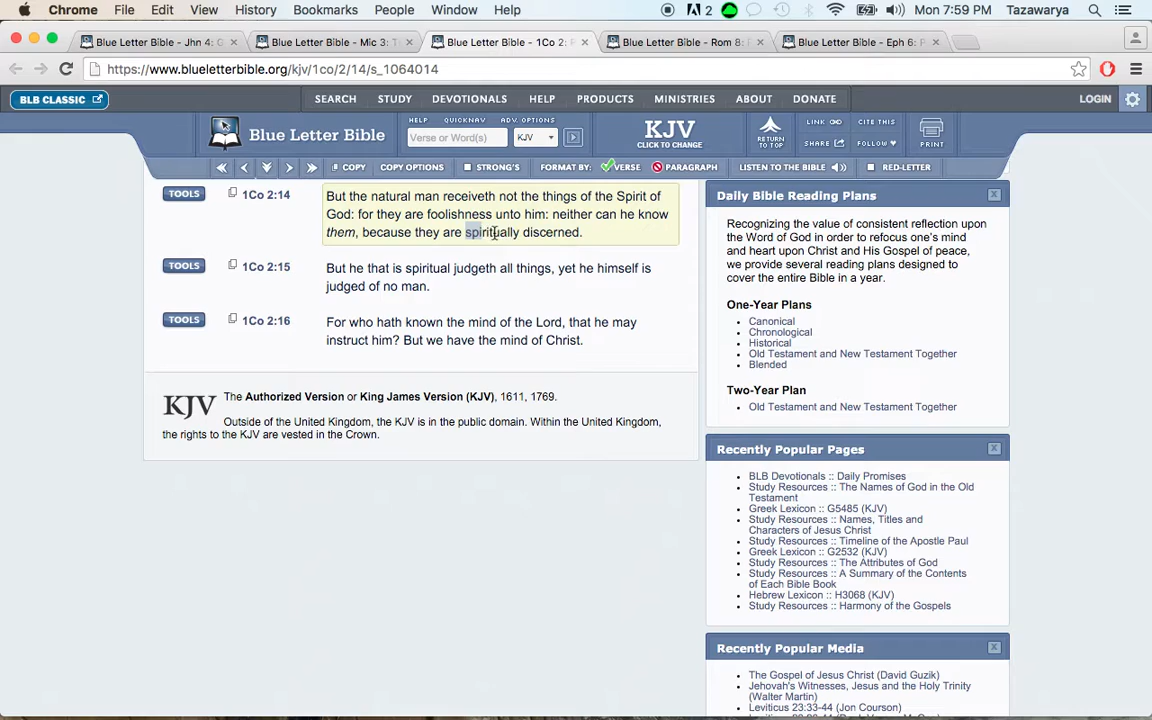 Chrome File Edit View History Bookmarks People Window Help
2
Mon 7:59 PM Tazawarya
Blue Letter Bible - Jhn 4: G
Blue Letter Bible - Mic 3: T
Blue Letter Bible - 1Co 2: P
Blue Letter Bible - Rom 8: F
Blue Letter Bible - Eph 6: P
https://www.blueletterbible.org/kjv/1co/2/14/s_1064014
BLB CLASSIC
SEARCH STUDY DEVOTIONALS HELP PRODUCTS MINISTRIES ABOUT DONATE LOGIN
Blue Letter Bible
HELP QUICKNAV ADV. OPTIONS
Verse or Word(s) KJV
KJV
CLICK TO CHANGE
RETURN
TO TOP
LINK CITE THIS
SHARE FOLLOW
PRINT
COPY COPY OPTIONS STRONG'S FORMAT BY: VERSE PARAGRAPH LISTEN TO THE BIBLE RED-LETTER
TOOLS 1Co 2:14 But the natural man receiveth not the things of the Spirit of
God: for they are foolishness unto him: neither can he know
them, because they are spiritually discerned.
TOOLS 1Co 2:15 But he that is spiritual judgeth all things, yet he himself is
judged of no man.
TOOLS 1Co 2:16 For who hath known the mind of the Lord, that he may
instruct him? But we have the mind of Christ.
KJV The Authorized Version or King James Version (KJV), 1611, 1769.
Outside of the United Kingdom, the KJV is in the public domain. Within the United Kingdom,
the rights to the KJV are vested in the Crown.
Daily Bible Reading Plans X
Recognizing the value of consistent reflection upon
the Word of God in order to refocus one's mind
and heart upon Christ and His Gospel of peace,
we provide several reading plans designed to
cover the entire Bible in a year.
One-Year Plans
Canonical
Chronological
Historical
Old Testament and New Testament Together
Blended
Two-Year Plan
Old Testament and New Testament Together
Recently Popular Pages X
BLB Devotionals :: Daily Promises
Study Resources :: The Names of God in the Old
Testament
Greek Lexicon :: G5485 (KJV)
Study Resources :: Names, Titles and
Characters of Jesus Christ
Study Resources :: Timeline of the Apostle Paul
Greek Lexicon :: G2532 (KJV)
Study Resources :: The Attributes of God
Study Resources :: A Summary of the Contents
of Each Bible Book
Hebrew Lexicon :: H3068 (KJV)
Study Resources :: Harmony of the Gospels
Recently Popular Media X
The Gospel of Jesus Christ (David Guzik)
Jehovah's Witnesses, Jesus and the Holy Trinity
(Walter Martin)
Leviticus 23:33-44 (Jon Courson)